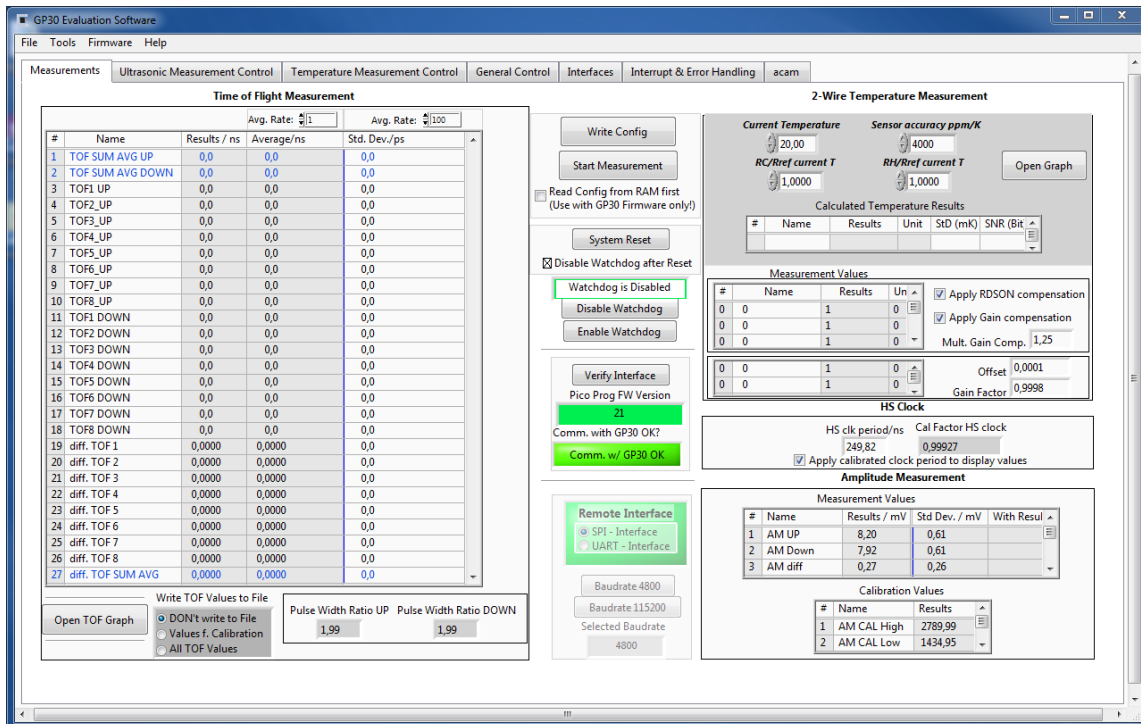 GP30 Evaluation Software
File Tools Firmware Help
Measurements Ultrasonic Measurement Control Temperature Measurement Control General Control Interfaces Interrupt & Error Handling acam
Time of Flight Measurement
Avg. Rate: 1 Avg. Rate: 100
# Name Results / ns Average/ns Std. Dev./ps
1 TOF SUM AVG UP 0,0 0,0 0,0
2 TOF SUM AVG DOWN 0,0 0,0 0,0
3 TOF1 UP 0,0 0,0 0,0
4 TOF2_UP 0,0 0,0 0,0
5 TOF3_UP 0,0 0,0 0,0
6 TOF4_UP 0,0 0,0 0,0
7 TOF5_UP 0,0 0,0 0,0
8 TOF6_UP 0,0 0,0 0,0
9 TOF7_UP 0,0 0,0 0,0
10 TOF8_UP 0,0 0,0 0,0
11 TOF1 DOWN 0,0 0,0 0,0
12 TOF2 DOWN 0,0 0,0 0,0
13 TOF3 DOWN 0,0 0,0 0,0
14 TOF4 DOWN 0,0 0,0 0,0
15 TOF5 DOWN 0,0 0,0 0,0
16 TOF6 DOWN 0,0 0,0 0,0
17 TOF7 DOWN 0,0 0,0 0,0
18 TOF8 DOWN 0,0 0,0 0,0
19 diff. TOF 1 0,0000 0,0000 0,0
20 diff. TOF 2 0,0000 0,0000 0,0
21 diff. TOF 3 0,0000 0,0000 0,0
22 diff. TOF 4 0,0000 0,0000 0,0
23 diff. TOF 5 0,0000 0,0000 0,0
24 diff. TOF 6 0,0000 0,0000 0,0
25 diff. TOF 7 0,0000 0,0000 0,0
26 diff. TOF 8 0,0000 0,0000 0,0
27 diff. TOF SUM AVG 0,0000 0,0000 0,0
Open TOF Graph
Write TOF Values to File
DON't write to File
Values f. Calibration
All TOF Values
Pulse Width Ratio UP Pulse Width Ratio DOWN
1,99 1,99
Write Config
Start Measurement
Read Config from RAM first
(Use with GP30 Firmware only!)
System Reset
Disable Watchdog after Reset
Watchdog is Disabled
Disable Watchdog
Enable Watchdog
Verify Interface
Pico Prog FW Version
21
Comm. with GP30 OK?
Comm. w/ GP30 OK
Remote Interface
SPI - Interface
UART - Interface
Baudrate 4800
Baudrate 115200
Selected Baudrate
4800
2-Wire Temperature Measurement
Current Temperature Sensor accuracy ppm/K
20,00 4000
RC/Rref current T RH/Rref current T
1,0000 1,0000
Open Graph
Calculated Temperature Results
# Name Results Unit StD (mK) SNR (Bit
Measurement Values
# Name Results Un
0 0 1 0
0 0 1 0
0 0 1 0
Apply RDSON compensation
Apply Gain compensation
Mult. Gain Comp. 1,25
0 0 1 0
0 0 1 0
Offset 0,0001
Gain Factor 0,9998
HS Clock
HS clk period/ns Cal Factor HS clock
249,82 0,99927
Apply calibrated clock period to display values
Amplitude Measurement
Measurement Values
# Name Results / mV Std Dev. / mV With Resul
1 AM UP 8,20 0,61
2 AM Down 7,92 0,61
3 AM diff 0,27 0,26
Calibration Values
# Name Results
1 AM CAL High 2789,99
2 AM CAL Low 1434,95